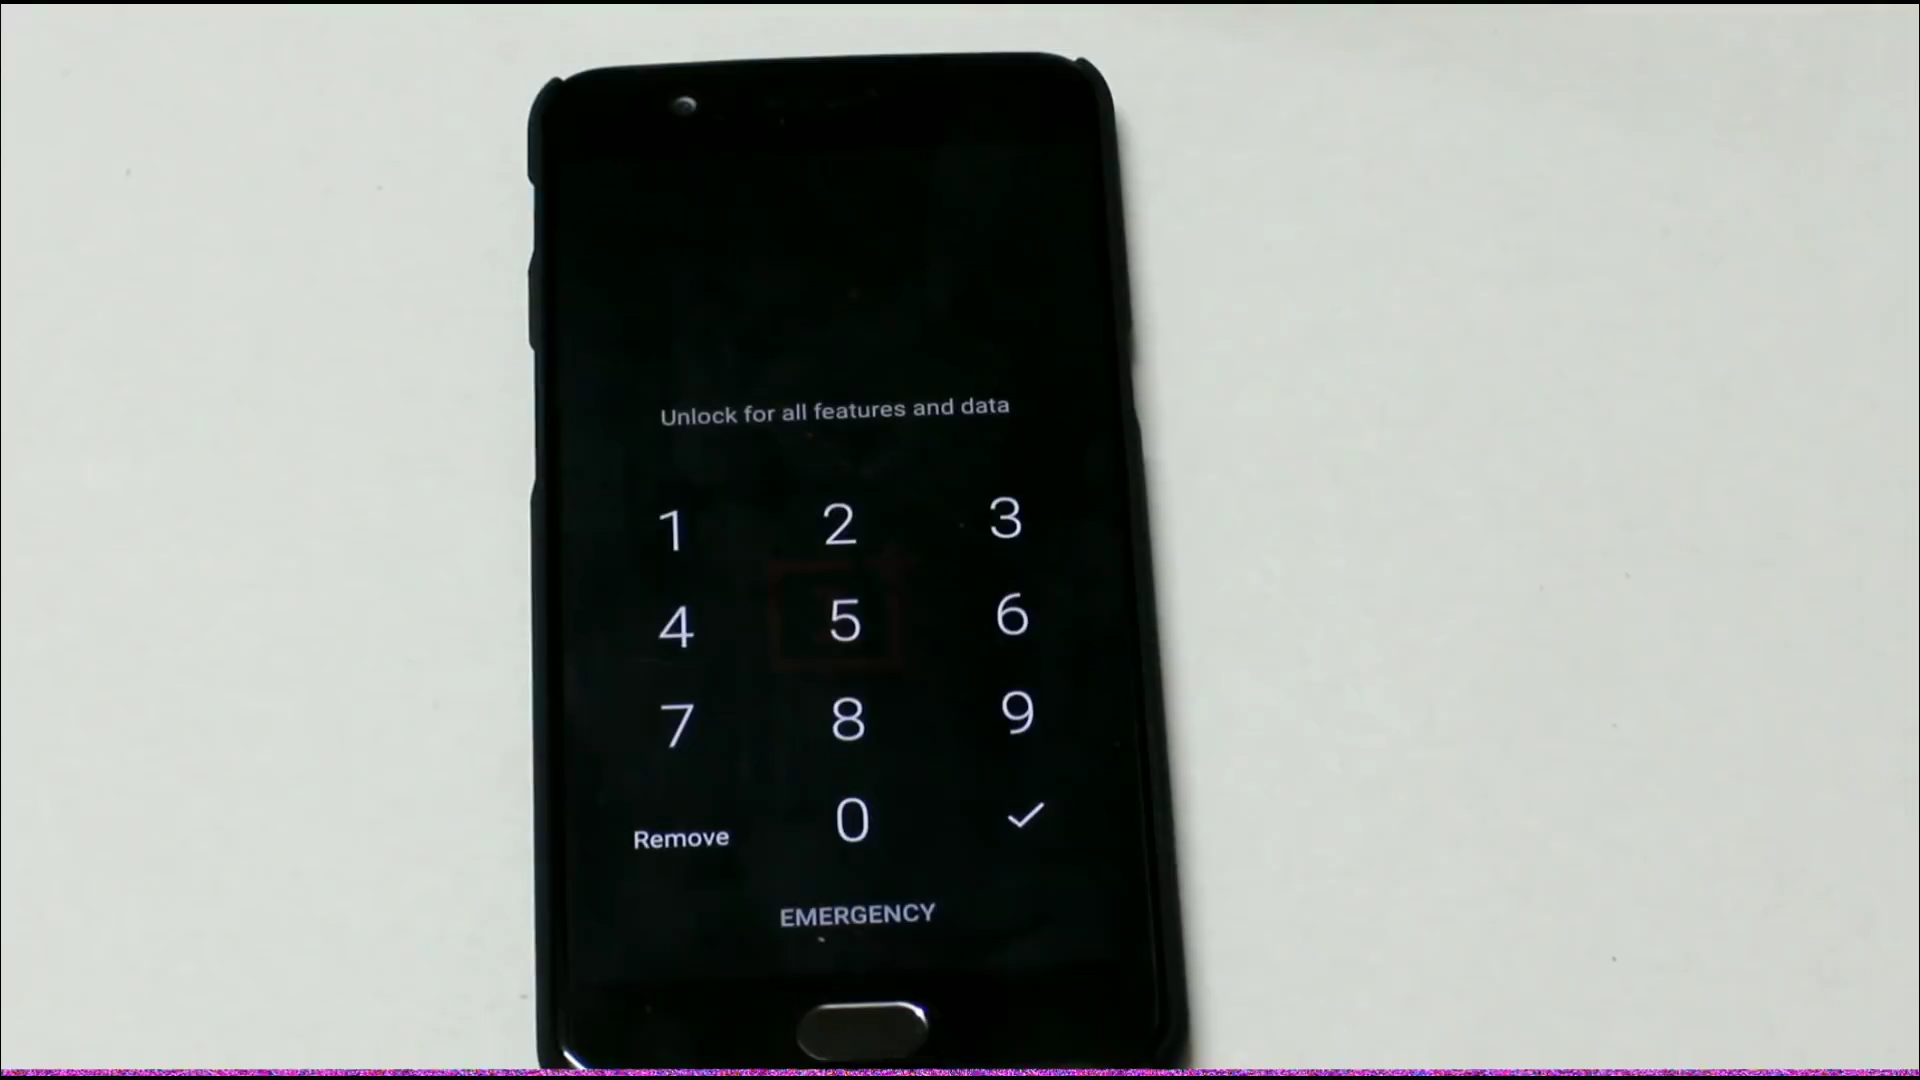 Unlock for all features and data
1 2 3
4 5 6
7 8 9
Remove 0
EMERGENCY